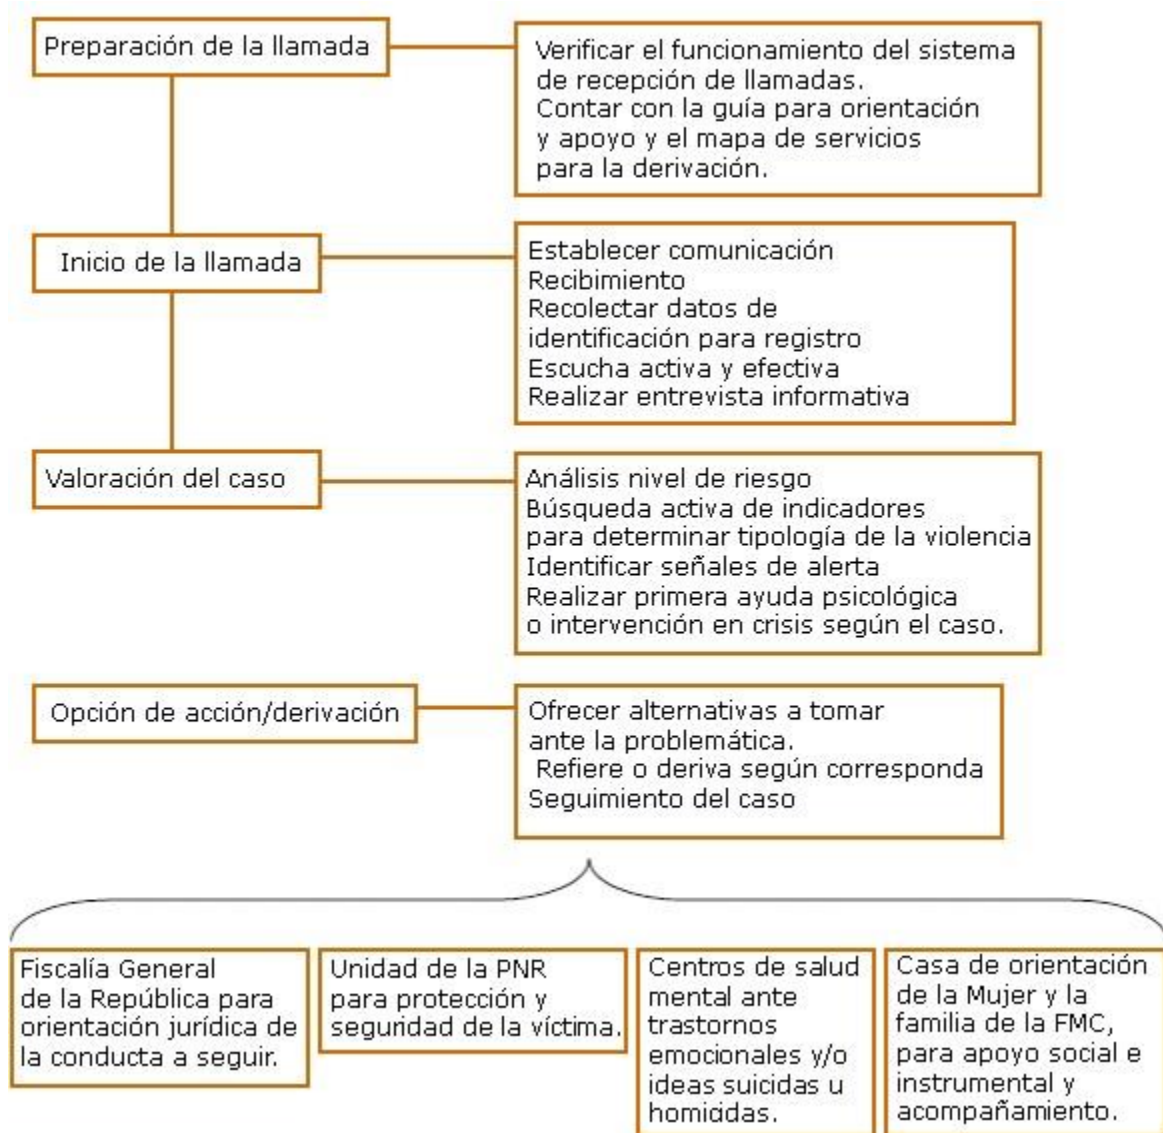 Preparación de la llamada
Verificar el funcionamiento del sistema
de recepción de llamadas.
Contar con la guía para orientación
y apoyo y el mapa de servicios
para la derivación.
Inicio de la llamada
Establecer comunicación
Recibimiento
Recolectar datos de
identificación para registro
Escucha activa y efectiva
Realizar entrevista informativa
Valoración del caso
Análisis nivel de riesgo
Búsqueda activa de indicadores
para determinar tipología de la violencia
Identificar señales de alerta
Realizar primera ayuda psicológica
o intervención en crisis según el caso.
Opción de acción/derivación
Ofrecer alternativas a tomar
ante la problemática.
Refiere o deriva según corresponda
Seguimiento del caso
Fiscalía General
de la República para
orientación jurídica de
la conducta a seguir.
Unidad de la PNR
para protección y
seguridad de la víctima.
Centros de salud
mental ante
trastornos
emocionales y/o
ideas suicidas u
homicidas.
Casa de orientación
de la Mujer y la
familia de la FMC,
para apoyo social e
instrumental y
acompañamiento.